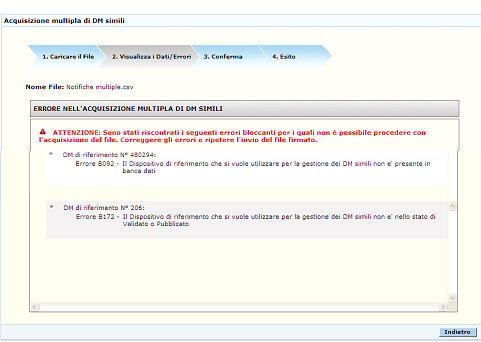 Acquisizione multipla di DM simili
1. Caricare il File 2. Visualizza i Dati/Errori 3. Conferma 4. Esito
Nome File: Notifiche multiple.csv
ERRORE NELL'ACQUISIZIONE MULTIPLA DI DM SIMILI
ATTENZIONE: Sono stati riscontrati i seguenti errori bloccanti per i quali non è possibile procedere con
l'acquisizione del file. Correggere gli errori e ripetere l'invio del file firmato.
DM di riferimento N° 480294:
Errore B092 - Il Dispositivo di riferimento che si vuole utilizzare per la gestione dei DM simili non e' presente in
banca dati
DM di riferimento N° 206:
Errore B172 - Il Dispositivo di riferimento che si vuole utilizzare per la gestione dei DM simili non e' nello stato di
Validato o Pubblicato
Indietro